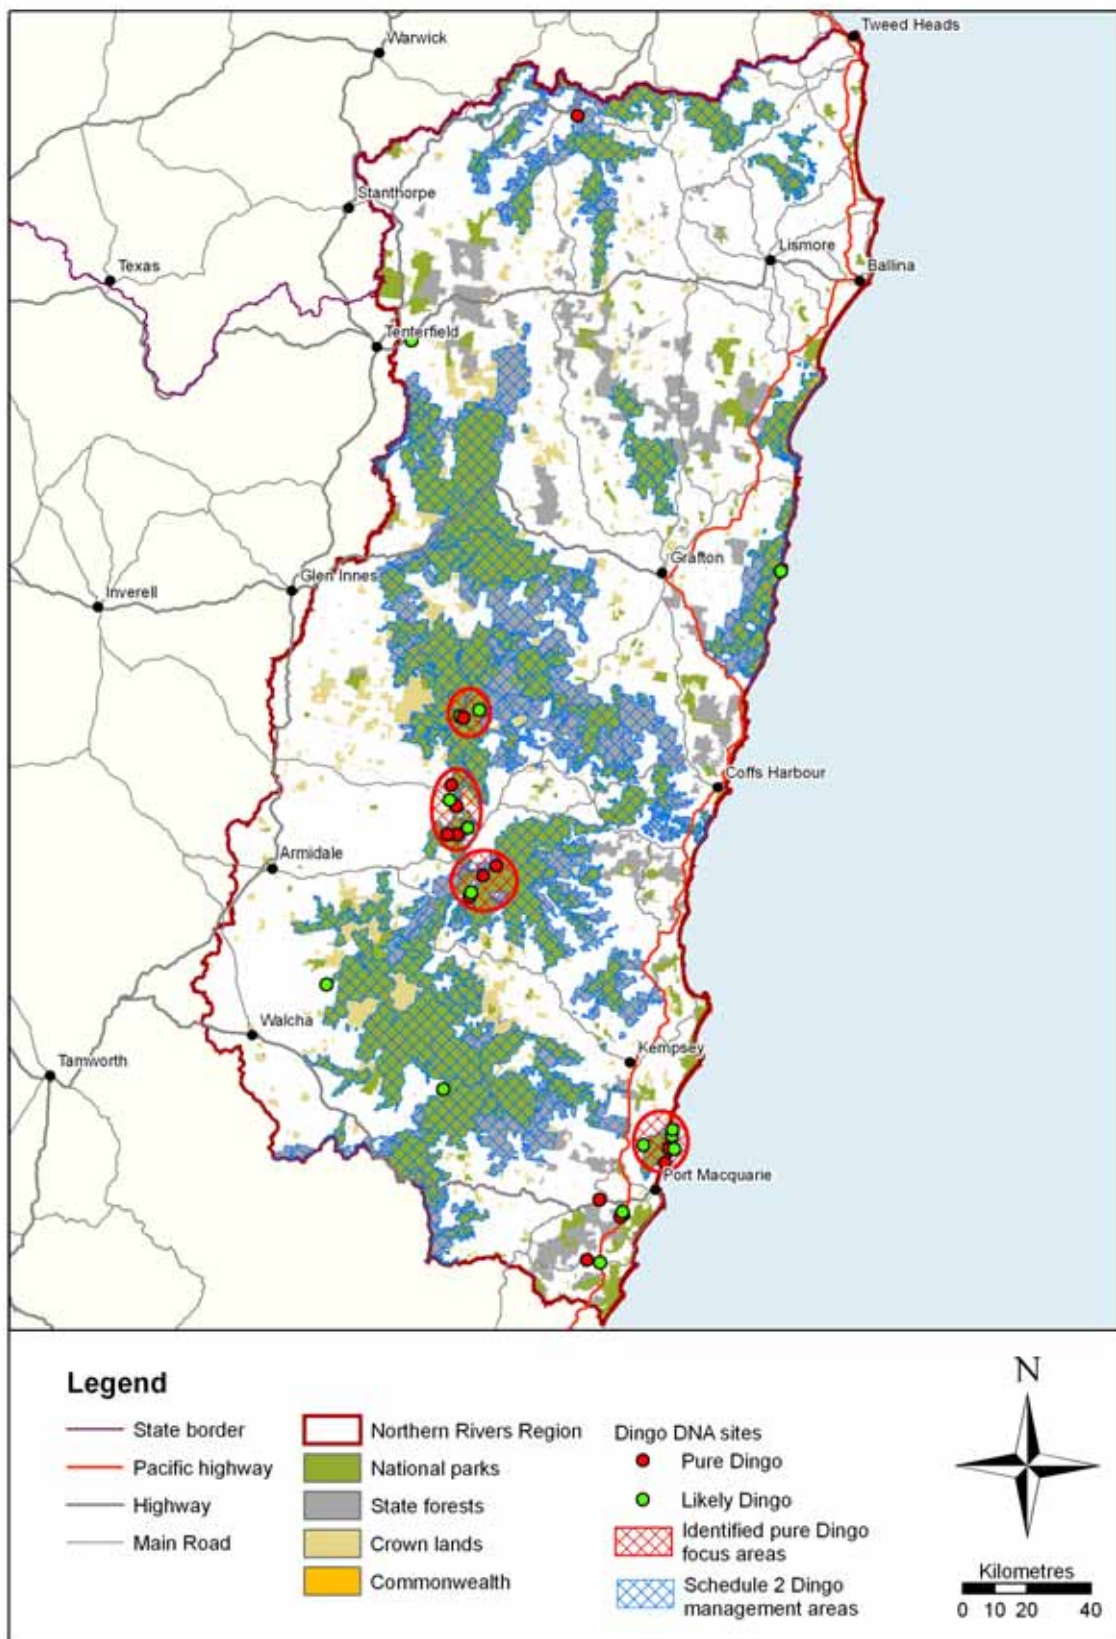 Tweed Heads
Warwick
Stanthorpe
Texas
Lismore
Ballina
Tenterfield
Grafton
Glen Innes
Inverell
Coffs Harbour
Armidale
Walcha
Kempsey
Tamworth
Port Macquarie
Legend
State border
Pacific highway
Highway
Main Road
Northern Rivers Region
National parks
State forests
Crown lands
Commonwealth
Dingo DNA sites
Pure Dingo
Likely Dingo
Identified pure Dingo
focus areas
Schedule 2 Dingo
management areas
N
Kilometres
0 10 20 40